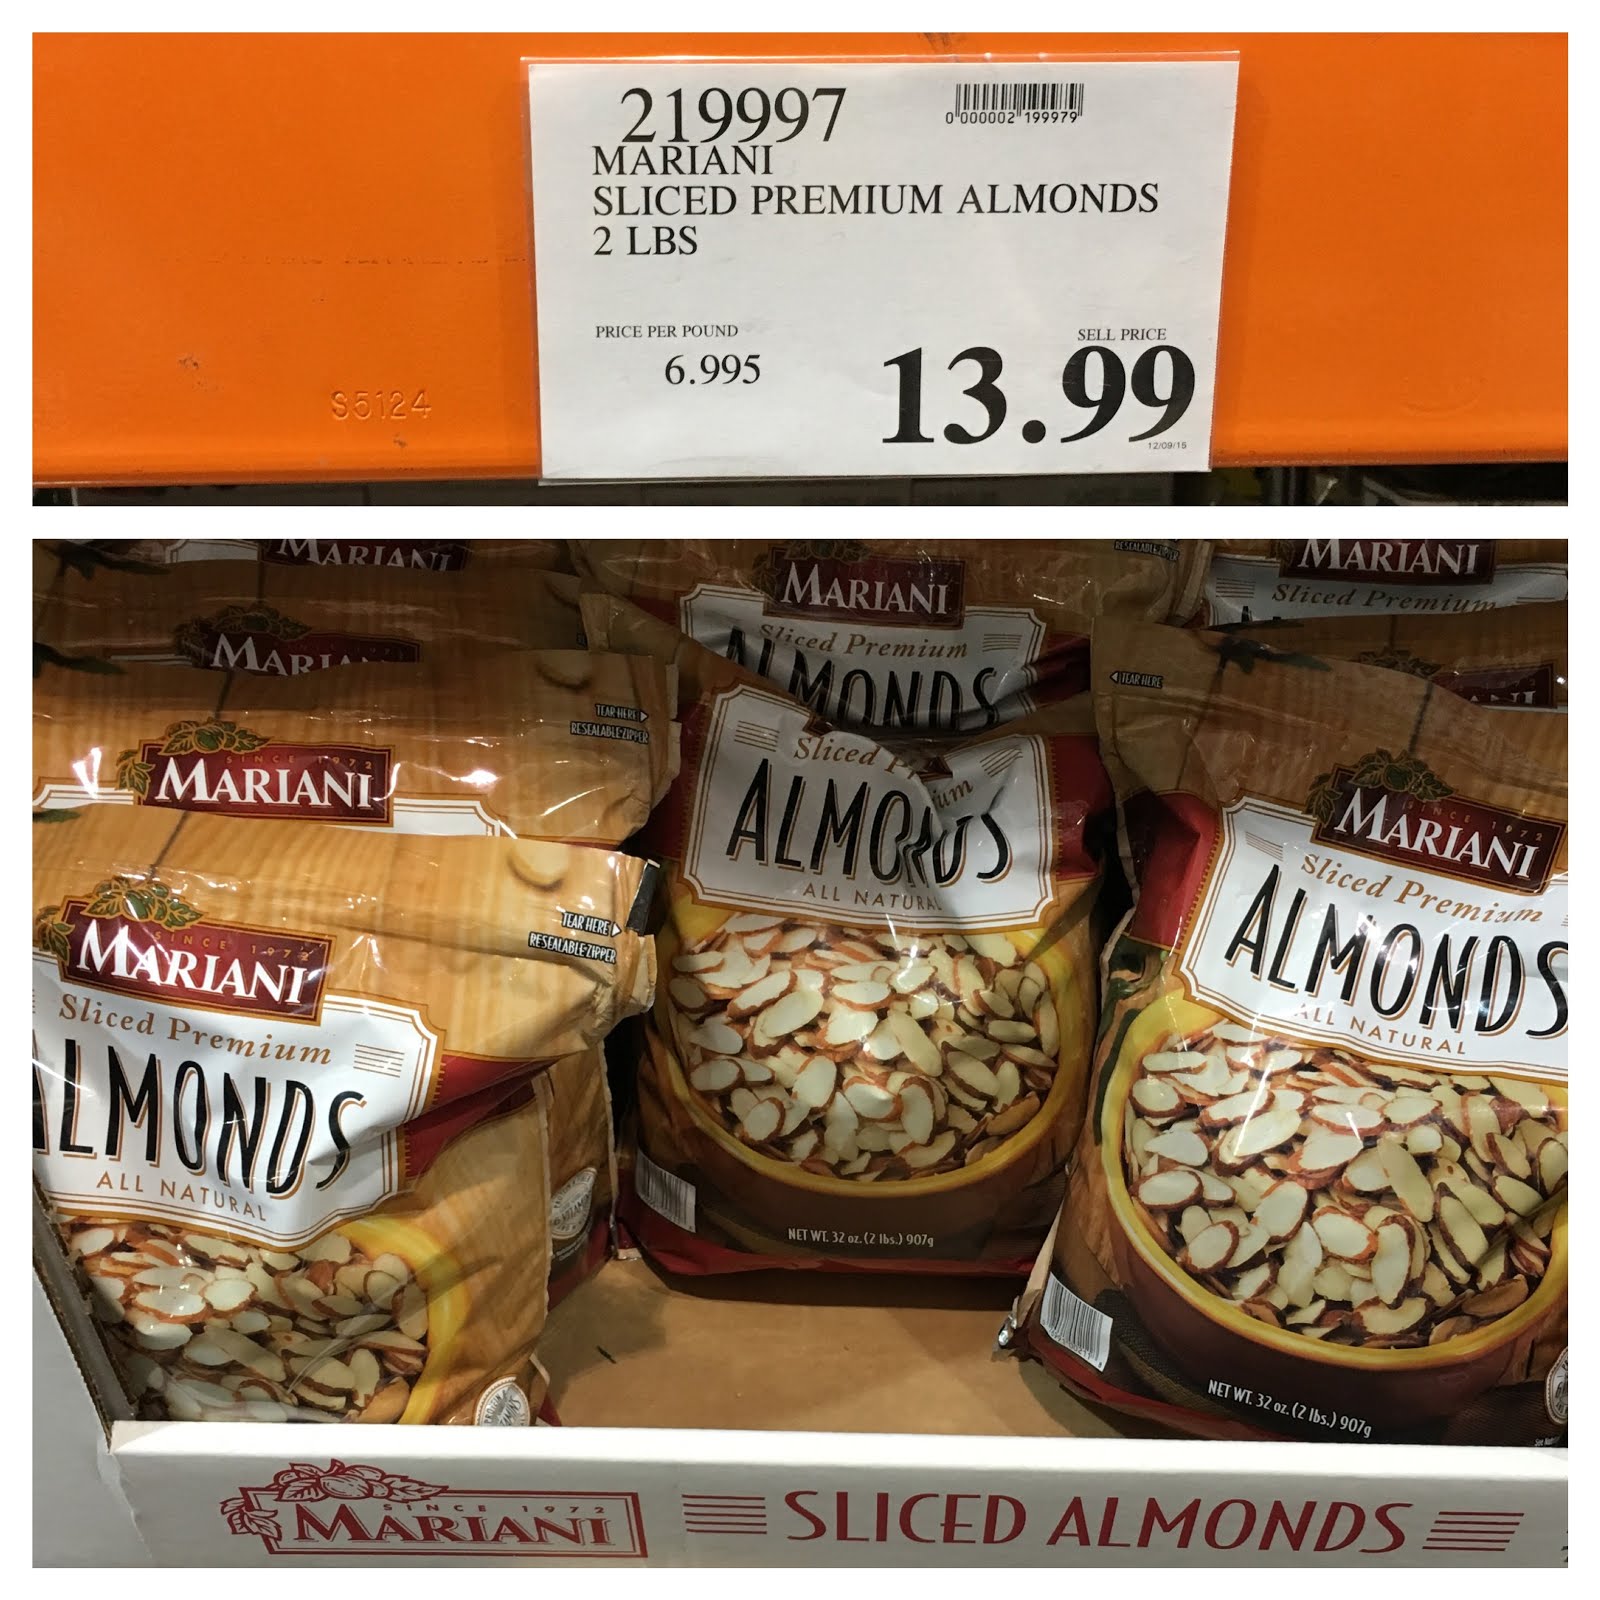 219997
0 000002 199979
MARIANI
SLICED PREMIUM ALMONDS
2 LBS
PRICE PER POUND
6.995
SELL PRICE
13.99
12/09/15
S5124
MARIANI
MARIANI
SINCE 1972
MARIANI
TEAR HERE
RESEALABLE ZIPPER
SINCE 1972
MARIANI
Sliced Premium
ALMONDS
ALL NATURAL
TEAR HERE
RESEALABLE ZIPPER
MARIANI
Sliced Premium
ALMONDS
RESEALABLE ZIPPER
Sliced Premium
ALMONDS
ALL NATURAL
NET WT. 32 oz. (2 lbs.) 907g
MARIANI
Sliced Premium
TEAR HERE
SINCE 1972
MARIANI
Sliced Premium
ALMONDS
ALL NATURAL
NET WT. 32 oz. (2 lbs.) 907g
SINCE 1972
MARIANI
SLICED ALMONDS